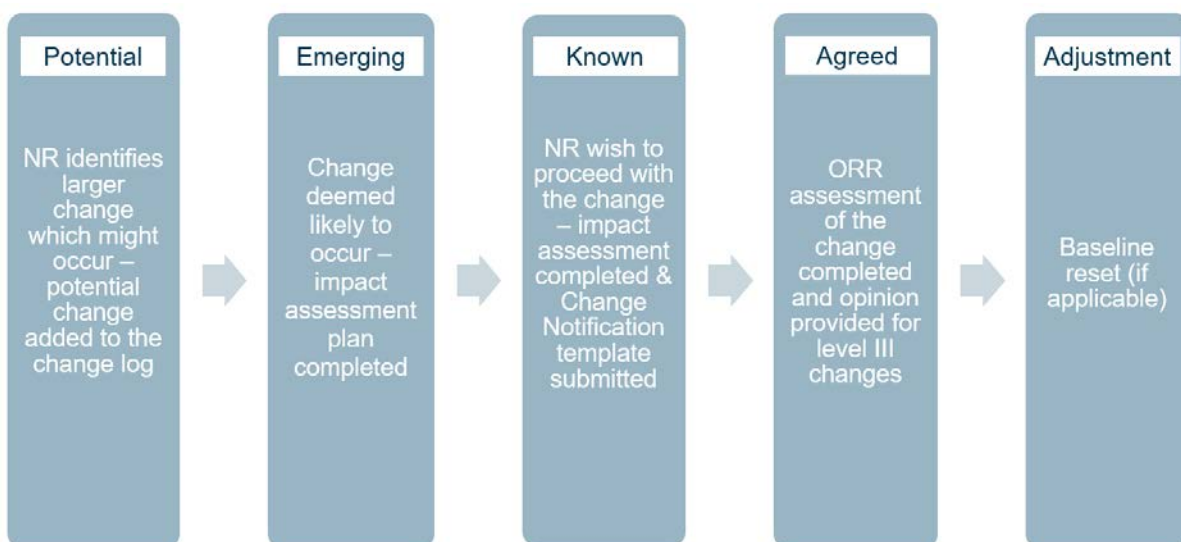 Potential
NR identifies
larger
change
which might
occur –
potential
change
added to the
change log
Emerging
Change
deemed
likely to
occur –
impact
assessment
plan
completed
Known
NR wish to
proceed with
the change
– impact
assessment
completed &
Change
Notification
template
submitted
Agreed
ORR
assessment
of the
change
completed
and opinion
provided for
level III
changes
Adjustment
Baseline
reset (if
applicable)